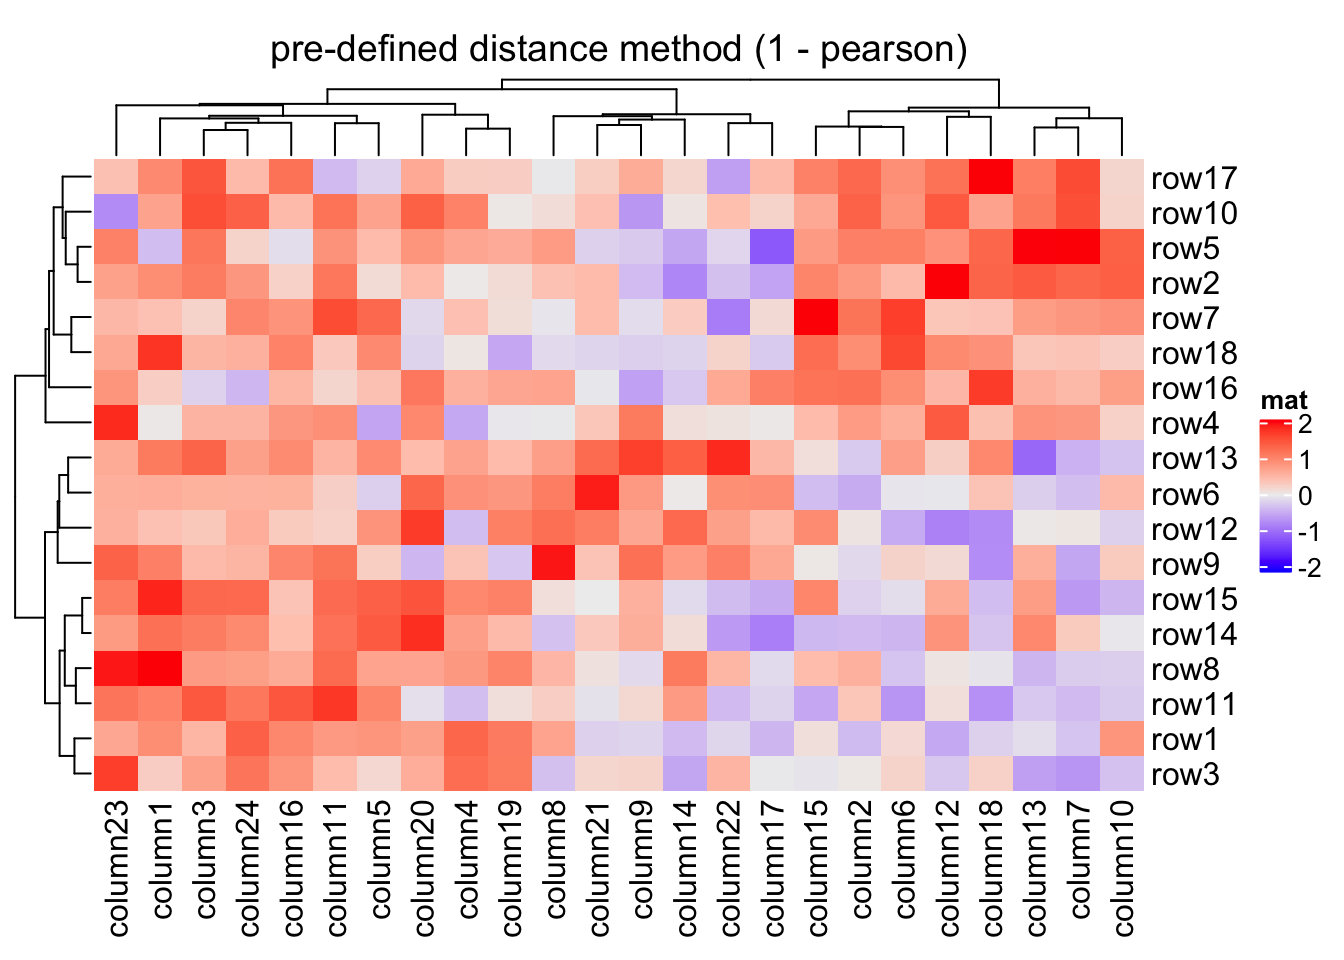 pre-defined distance method (1 - pearson)
row17
row10
row5
row2
row7
row18
row16
row4
row13
row6
row12
row9
row15
row14
row8
row11
row1
row3
mat
2
1
0
-1
-2
column23
column1
column3
column24
column16
column11
column5
column20
column4
column19
column8
column21
column9
column14
column22
column17
column15
column2
column6
column12
column18
column13
column7
column10